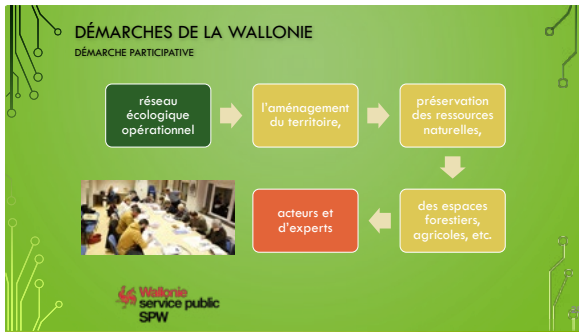 DÉMARCHES DE LA WALLONIE
DÉMARCHE PARTICIPATIVE
réseau
écologique
opérationnel
l'aménagement
du territoire,
préservation
des ressources
naturelles,
des espaces
forestiers,
agricoles, etc.
acteurs et
d'experts
Wallonie
service public
SPW